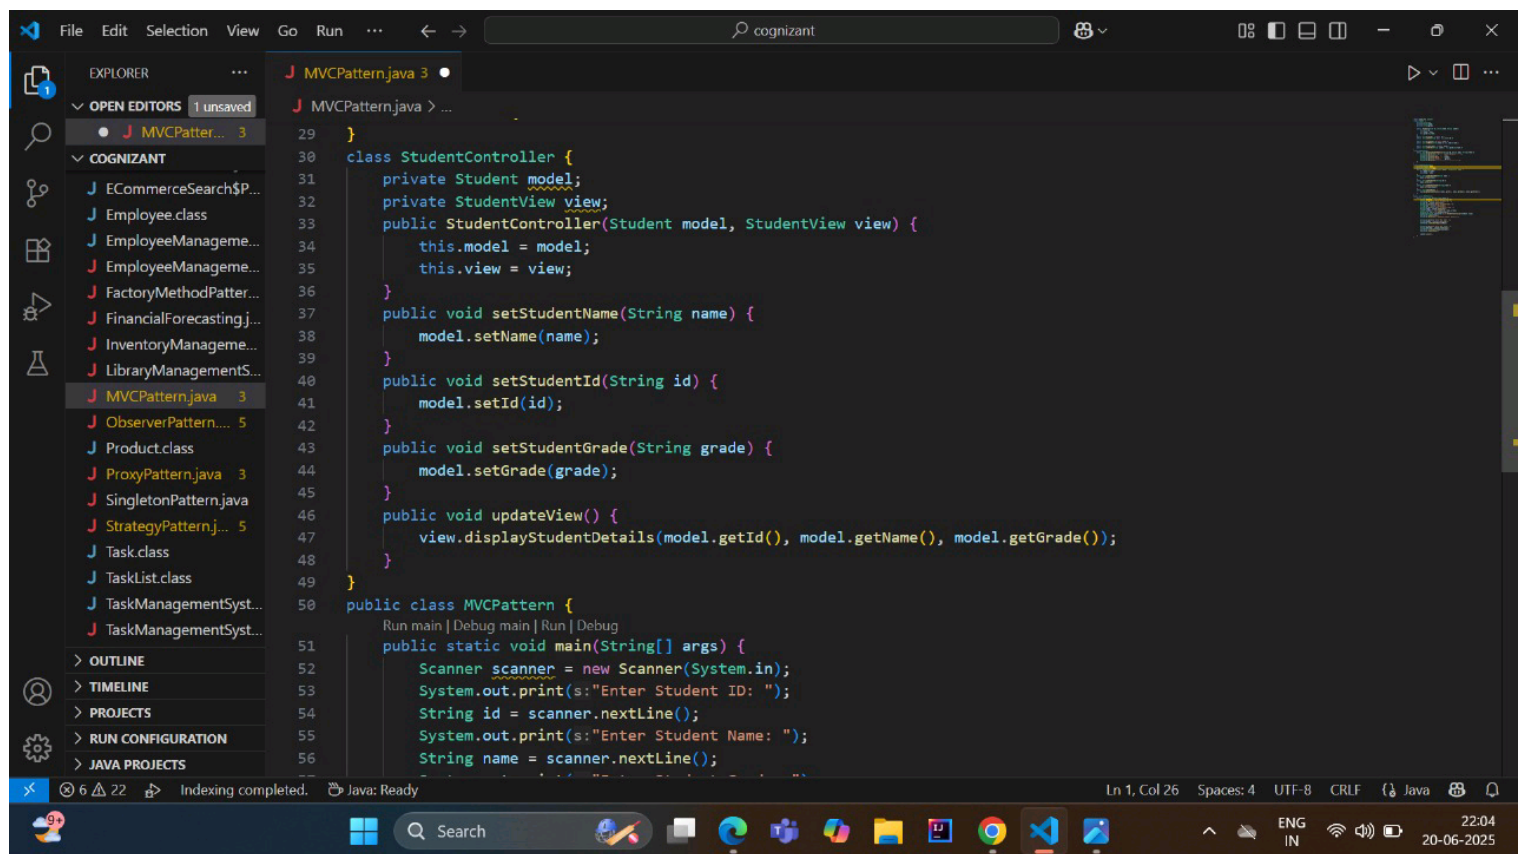 File Edit Selection View Go Run ··· cognizant
EXPLORER ···
MVCPattern.java 3
OPEN EDITORS 1 unsaved
MVCPatter... 3
COGNIZANT
ECommerceSearch$P...
Employee.class
EmployeeManageme...
EmployeeManageme...
FactoryMethodPatter...
FinancialForecasting.j...
InventoryManageme...
LibraryManagementS...
MVCPattern.java 3
ObserverPattern.... 5
Product.class
ProxyPattern.java 3
SingletonPattern.java
StrategyPattern.j... 5
Task.class
TaskList.class
TaskManagementSyst...
TaskManagementSyst...
OUTLINE
TIMELINE
PROJECTS
RUN CONFIGURATION
JAVA PROJECTS
1
MVCPattern.java > ...
29 }
30 class StudentController {
31 private Student model;
32 private StudentView view;
33 public StudentController(Student model, StudentView view) {
34 this.model = model;
35 this.view = view;
36 }
37 public void setStudentName(String name) {
38 model.setName(name);
39 }
40 public void setStudentId(String id) {
41 model.setId(id);
42 }
43 public void setStudentGrade(String grade) {
44 model.setGrade(grade);
45 }
46 public void updateView() {
47 view.displayStudentDetails(model.getId(), model.getName(), model.getGrade());
48 }
49 }
50 public class MVCPattern {
Run main | Debug main | Run | Debug
51 public static void main(String[] args) {
52 Scanner scanner = new Scanner(System.in);
53 System.out.print(s:"Enter Student ID: ");
54 String id = scanner.nextLine();
55 System.out.print(s:"Enter Student Name: ");
56 String name = scanner.nextLine();
6 22 Indexing completed. Java: Ready Ln 1, Col 26 Spaces: 4 UTF-8 CRLF Java
9+ Search ENG IN 22:04 20-06-2025